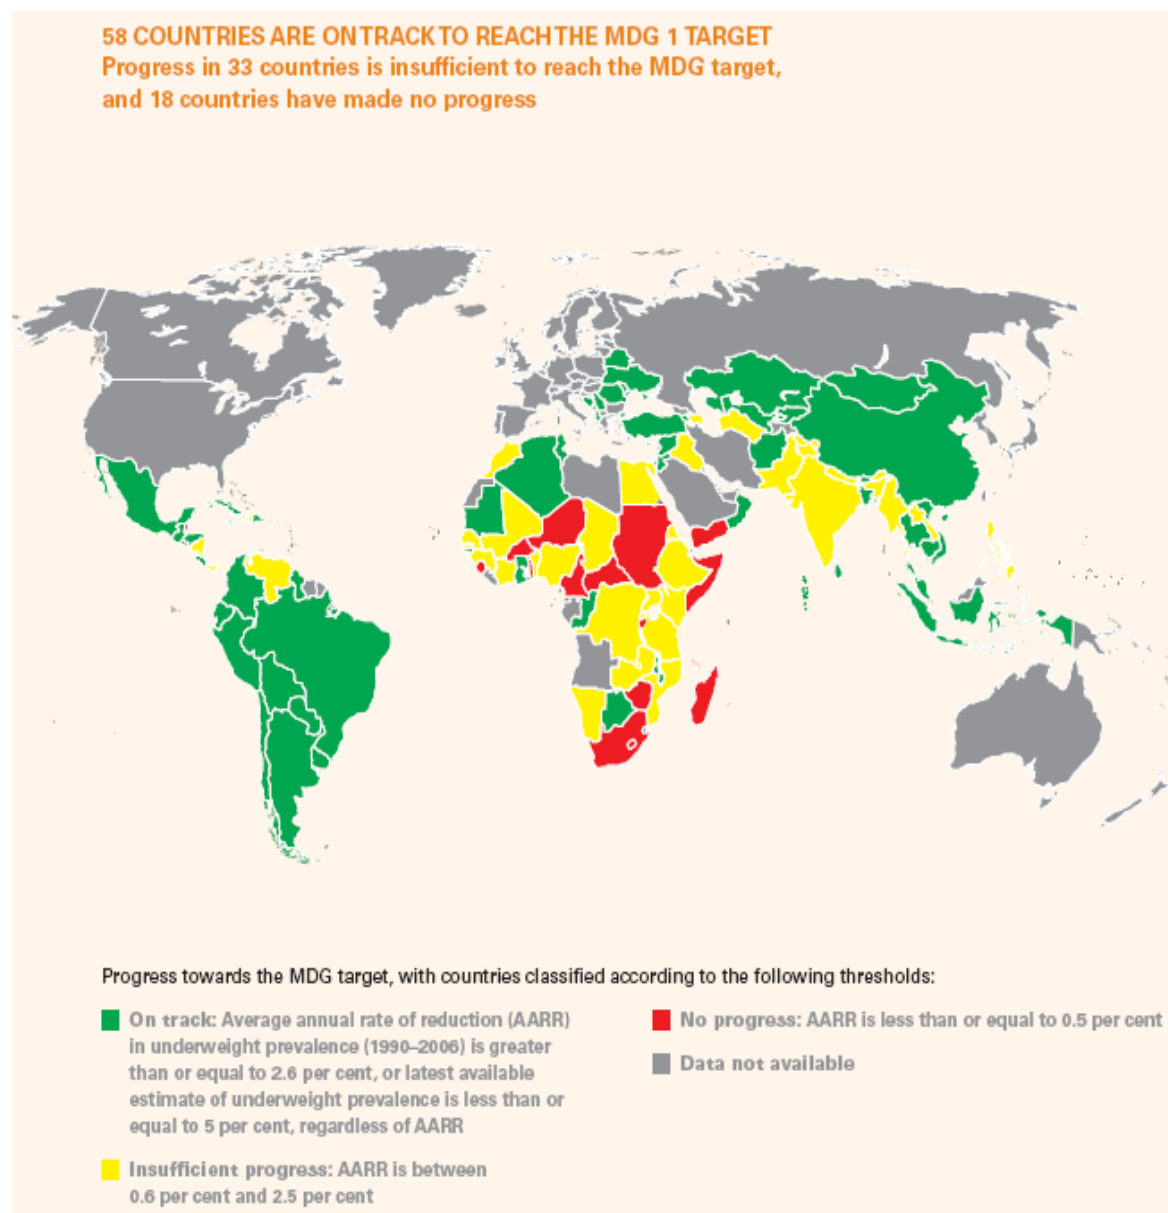 58 COUNTRIES ARE ON TRACK TO REACH THE MDG 1 TARGET
Progress in 33 countries is insufficient to reach the MDG target,
and 18 countries have made no progress
Progress towards the MDG target, with countries classified according to the following thresholds:
On track: Average annual rate of reduction (AARR)
in underweight prevalence (1990–2006) is greater
than or equal to 2.6 per cent, or latest available
estimate of underweight prevalence is less than or
equal to 5 per cent, regardless of AARR
Insufficient progress: AARR is between
0.6 per cent and 2.5 per cent
No progress: AARR is less than or equal to 0.5 per cent
Data not available